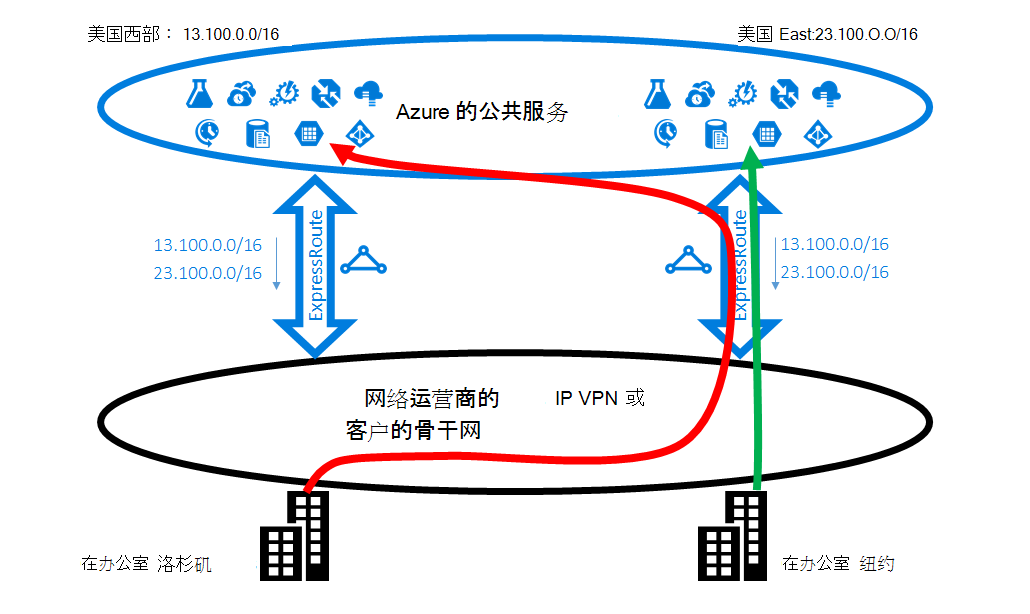 美国西部： 13.100.0.0/16
美国 East:23.100.O.O/16
Azure 的公共服务
ExpressRoute
13.100.0.0/16
23.100.0.0/16
ExpressRoute
13.100.0.0/16
23.100.0.0/16
网络运营商的 IP VPN 或
客户的骨干网
在办公室 洛杉矶
在办公室 纽约